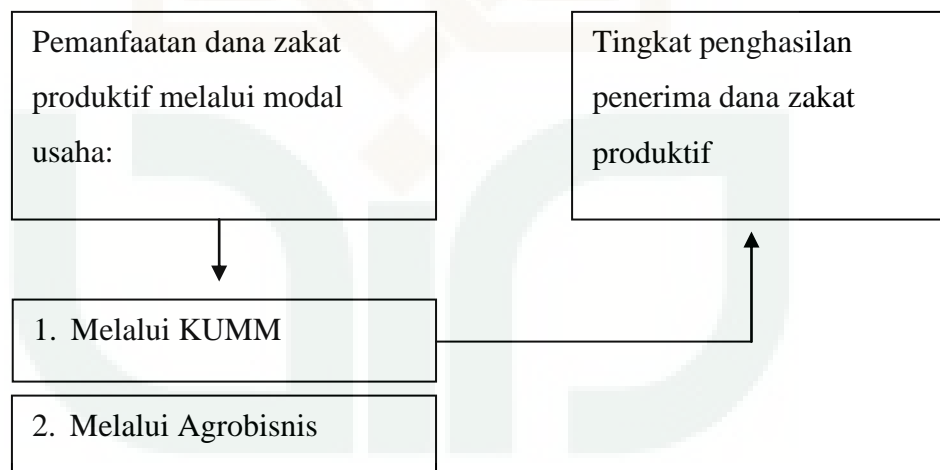 Pemanfaatan dana zakat
produktif melalui modal
usaha:
Tingkat penghasilan
penerima dana zakat
produktif
1. Melalui KUMM
2. Melalui Agrobisnis